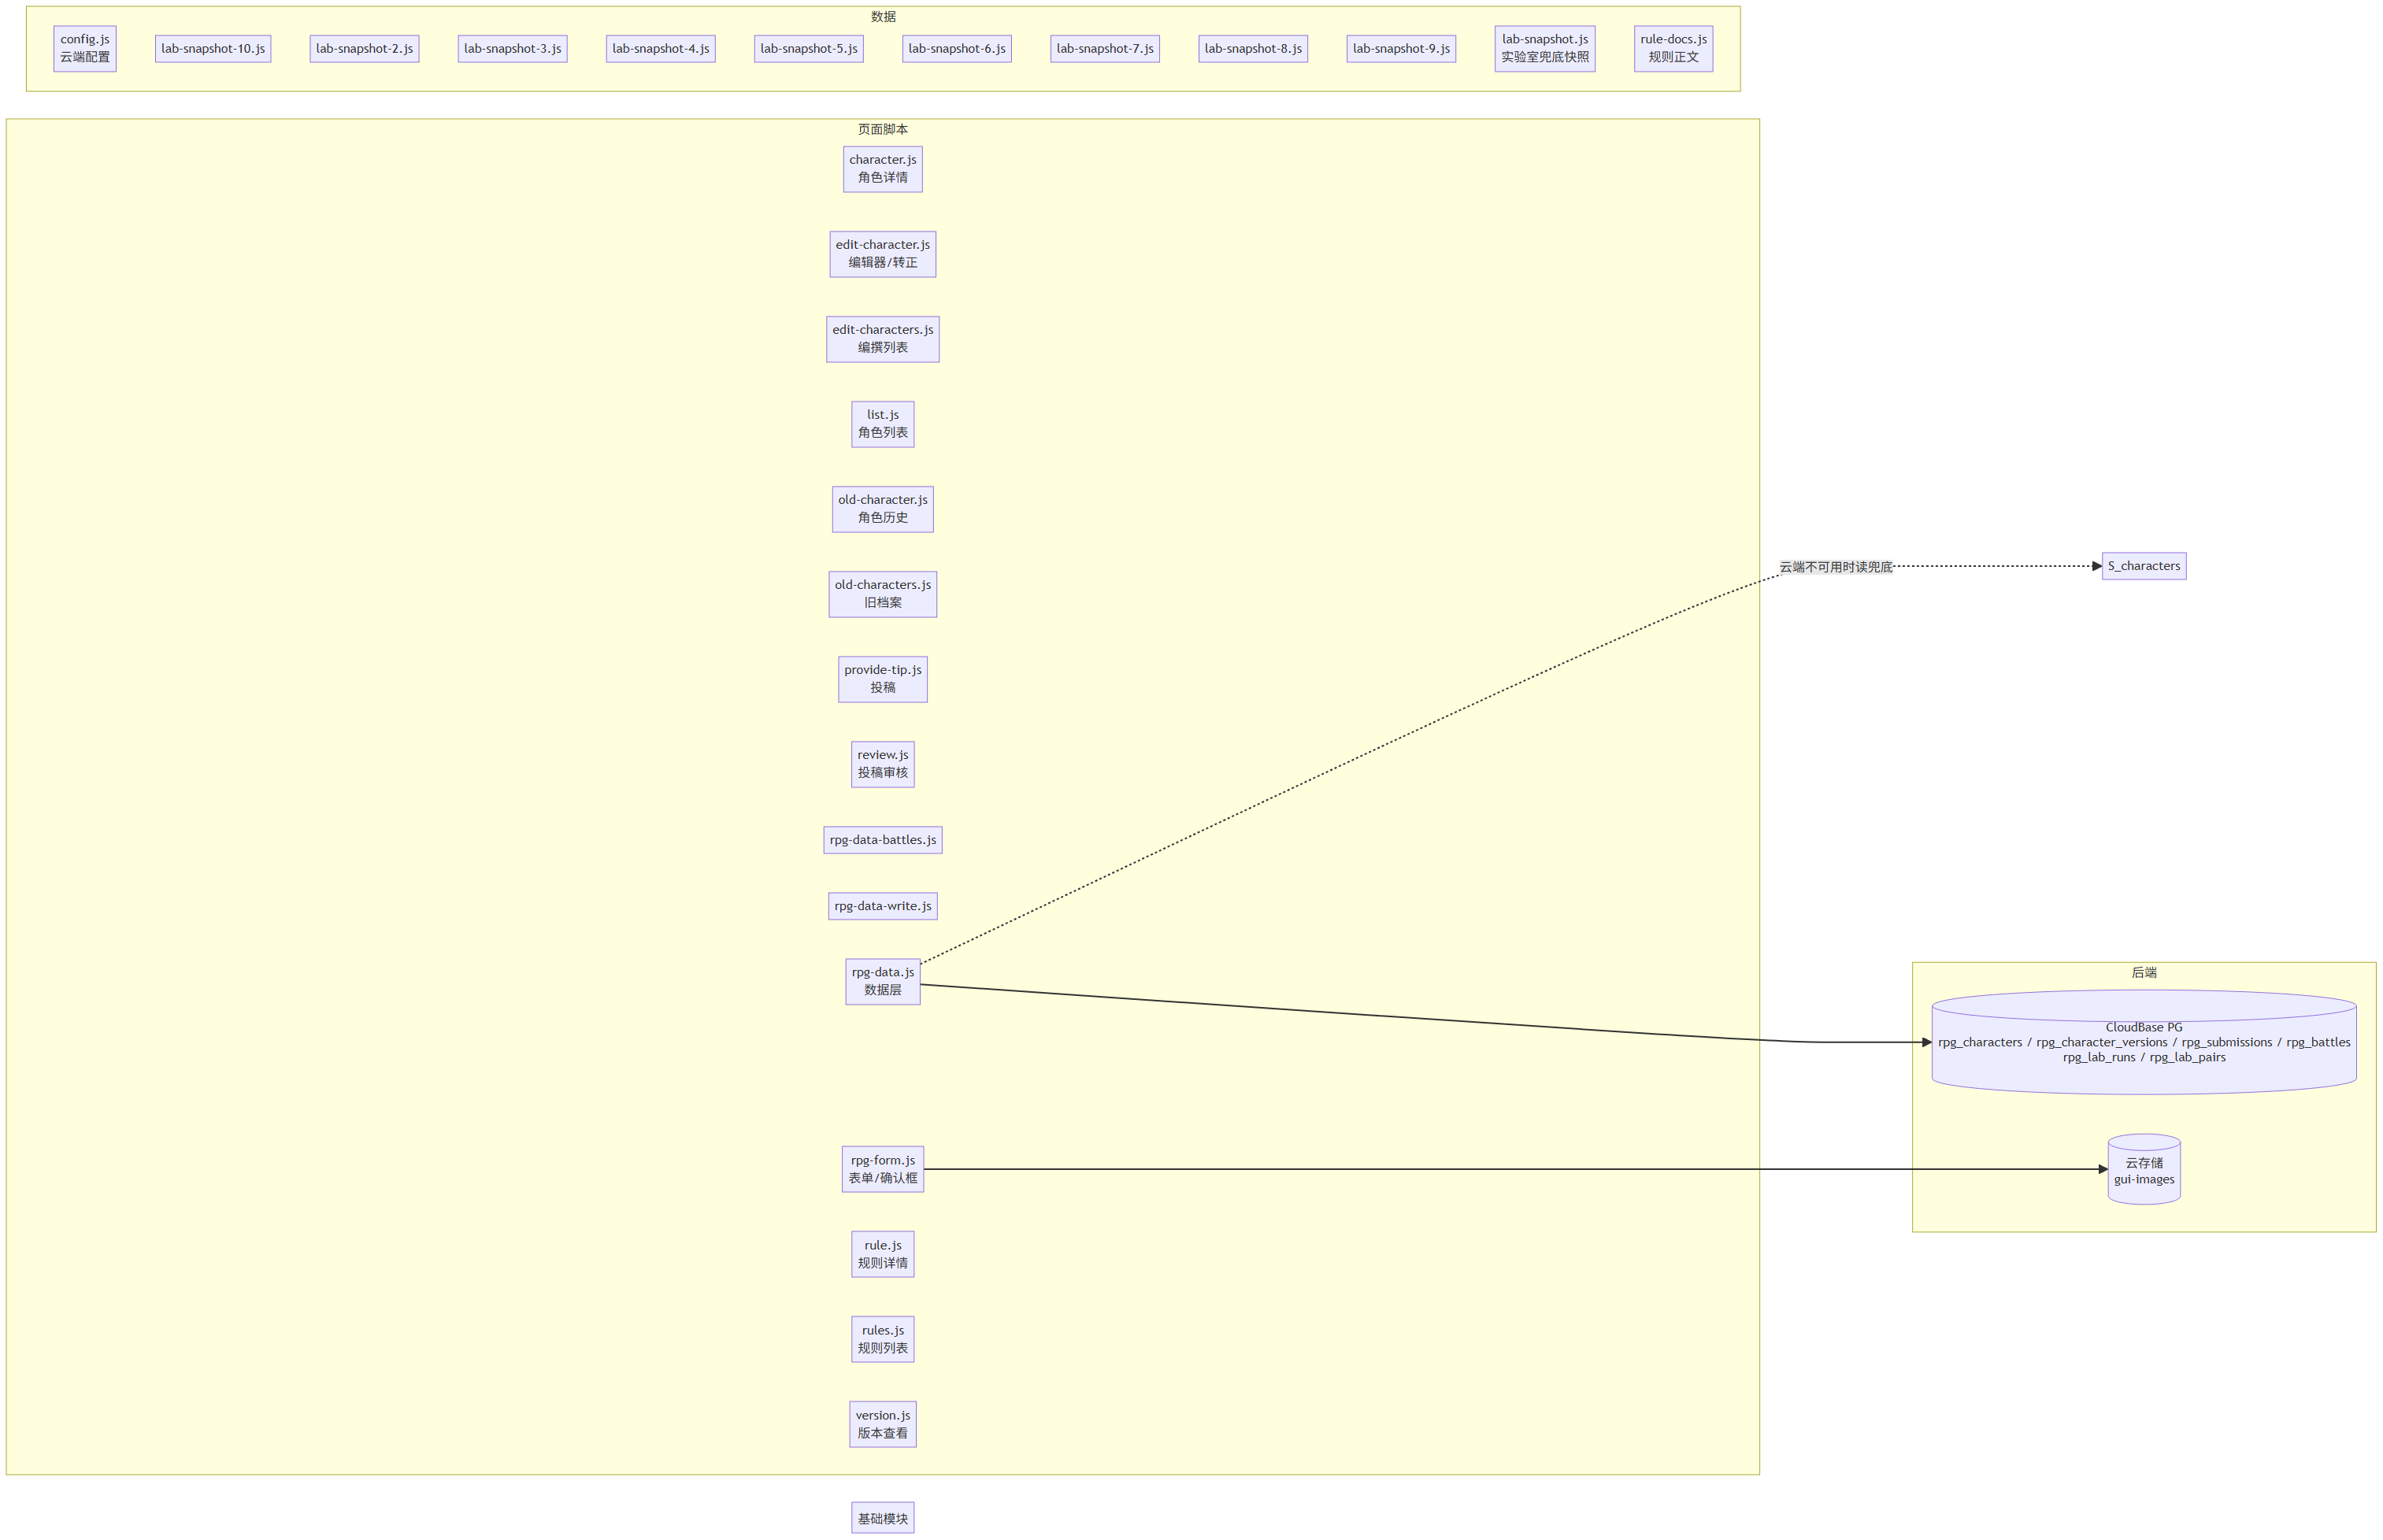 数据
config.js
云端配置
lab-snapshot-10.js
lab-snapshot-2.js
lab-snapshot-3.js
lab-snapshot-4.js
lab-snapshot-5.js
lab-snapshot-6.js
lab-snapshot-7.js
lab-snapshot-8.js
lab-snapshot-9.js
lab-snapshot.js
实验室兜底快照
rule-docs.js
规则正文
页面脚本
character.js
角色详情
edit-character.js
编辑器/转正
edit-characters.js
编撰列表
list.js
角色列表
old-character.js
角色历史
old-characters.js
旧档案
provide-tip.js
投稿
review.js
投稿审核
rpg-data-battles.js
rpg-data-write.js
rpg-data.js
数据层
rpg-form.js
表单/确认框
rule.js
规则详情
rules.js
规则列表
version.js
版本查看
基础模块
云端不可用时读兜底
S_characters
后端
CloudBase PG
rpg_characters / rpg_character_versions / rpg_submissions / rpg_battles
rpg_lab_runs / rpg_lab_pairs
云存储
gui-images